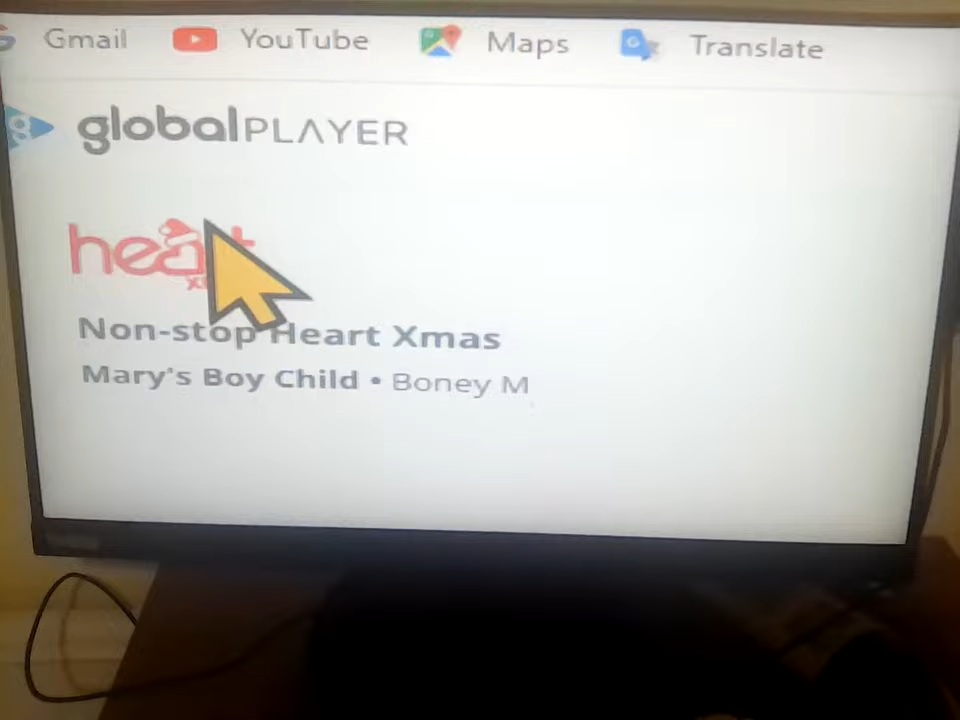 Gmail YouTube Maps Translate
globalPLAYER
heart
Non-stop Heart Xmas
Mary's Boy Child • Boney M